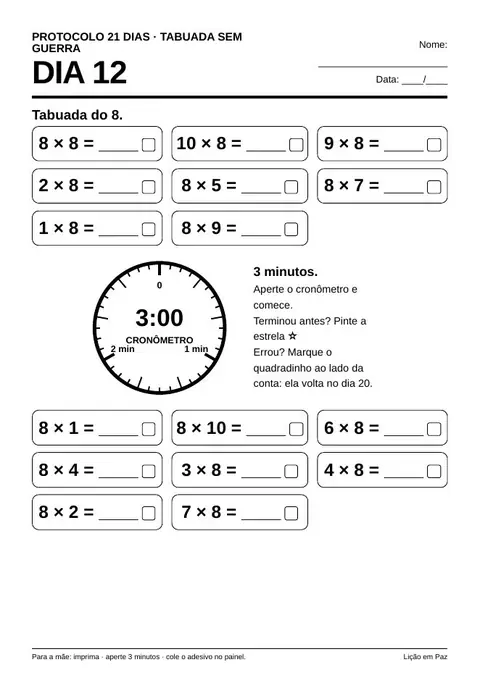 PROTOCOLO 21 DIAS · TABUADA SEM
GUERRA
DIA 12
Nome:
Data: ____/____
Tabuada do 8.
8 × 8 = ____
10 × 8 = ____
9 × 8 = ____
2 × 8 = ____
8 × 5 = ____
8 × 7 = ____
1 × 8 = ____
8 × 9 = ____
0
3:00
CRONÔMETRO
2 min
1 min
3 minutos.
Aperte o cronômetro e
comece.
Terminou antes? Pinte a
estrela ☆
Errou? Marque o
quadradinho ao lado da
conta: ela volta no dia 20.
8 × 1 = ____
8 × 10 = ____
6 × 8 = ____
8 × 4 = ____
3 × 8 = ____
4 × 8 = ____
8 × 2 = ____
7 × 8 = ____
Para a mãe: imprima · aperte 3 minutos · cole o adesivo no painel.
Lição em Paz